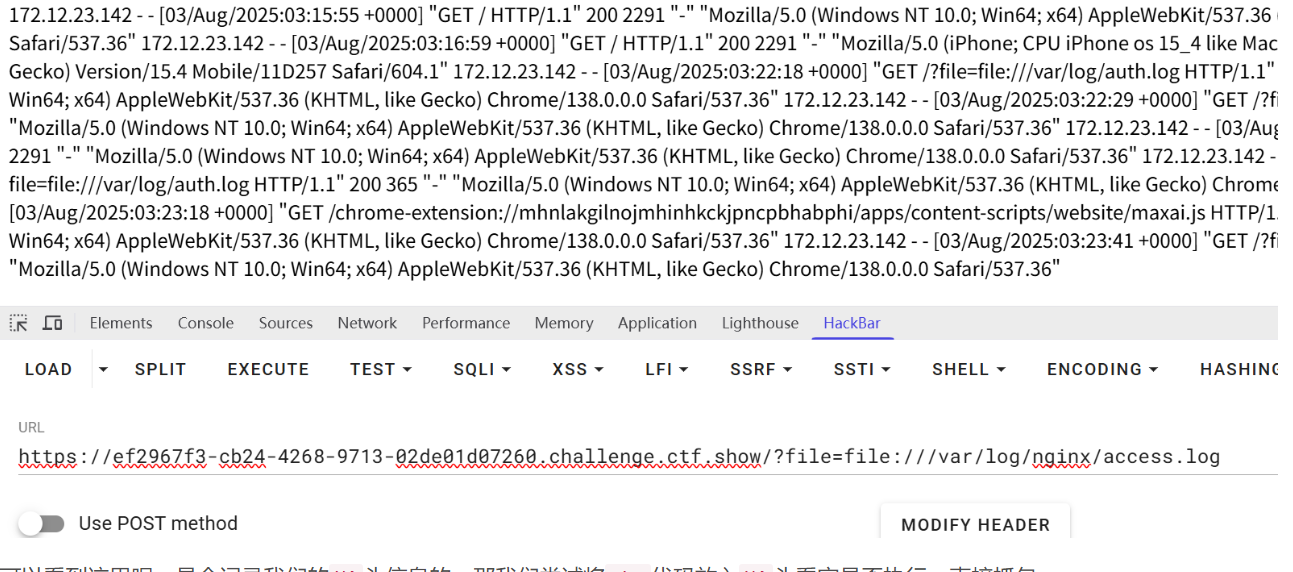 172.12.23.142 - - [03/Aug/2025:03:15:55 +0000] "GET / HTTP/1.1" 200 2291 "-" "Mozilla/5.0 (Windows NT 10.0; Win64; x64) AppleWebKit/537.36
Safari/537.36" 172.12.23.142 - - [03/Aug/2025:03:16:59 +0000] "GET / HTTP/1.1" 200 2291 "-" "Mozilla/5.0 (iPhone; CPU iPhone os 15_4 like Mac
Gecko) Version/15.4 Mobile/11D257 Safari/604.1" 172.12.23.142 - - [03/Aug/2025:03:22:18 +0000] "GET /?file=file:///var/log/auth.log HTTP/1.1"
Win64; x64) AppleWebKit/537.36 (KHTML, like Gecko) Chrome/138.0.0.0 Safari/537.36" 172.12.23.142 - - [03/Aug/2025:03:22:29 +0000] "GET /?fi
"Mozilla/5.0 (Windows NT 10.0; Win64; x64) AppleWebKit/537.36 (KHTML, like Gecko) Chrome/138.0.0.0 Safari/537.36" 172.12.23.142 - - [03/Aug
2291 "-" "Mozilla/5.0 (Windows NT 10.0; Win64; x64) AppleWebKit/537.36 (KHTML, like Gecko) Chrome/138.0.0.0 Safari/537.36" 172.12.23.142 -
file=file:///var/log/auth.log HTTP/1.1" 200 365 "-" "Mozilla/5.0 (Windows NT 10.0; Win64; x64) AppleWebKit/537.36 (KHTML, like Gecko) Chrome
[03/Aug/2025:03:23:18 +0000] "GET /chrome-extension://mhnlakgilnojmhinhkckjpncpbhabphi/apps/content-scripts/website/maxai.js HTTP/1.
Win64; x64) AppleWebKit/537.36 (KHTML, like Gecko) Chrome/138.0.0.0 Safari/537.36" 172.12.23.142 - - [03/Aug/2025:03:23:41 +0000] "GET /?fi
"Mozilla/5.0 (Windows NT 10.0; Win64; x64) AppleWebKit/537.36 (KHTML, like Gecko) Chrome/138.0.0.0 Safari/537.36"
Elements Console Sources Network Performance Memory Application Lighthouse HackBar
LOAD SPLIT EXECUTE TEST SQLI XSS LFI SSRF SSTI SHELL ENCODING HASHING
URL
https://ef2967f3-cb24-4268-9713-02de01d07260.challenge.ctf.show/?file=file:///var/log/nginx/access.log
Use POST method
MODIFY HEADER